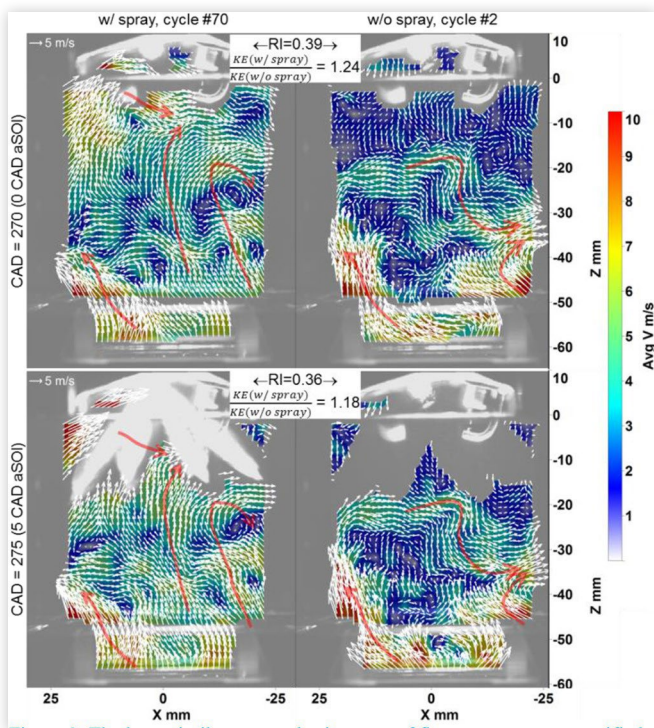 w/ spray, cycle #70
w/o spray, cycle #2
→ 5 m/s
←RI=0.39→
KE(w/ spray)
KE(w/o spray)
= 1.24
CAD = 270 (0 CAD aSOI)
10
0
-10
-20
-30
-40
-50
-60
Z mm
→ 5 m/s
←RI=0.36→
KE(w/ spray)
KE(w/o spray)
= 1.18
CAD = 275 (5 CAD aSOI)
10
0
-10
-20
-30
-40
-50
-60
Z mm
25
0
-25
25
0
-25
X mm
X mm
10
9
8
7
6
5
4
3
2
1
Avg V m/s